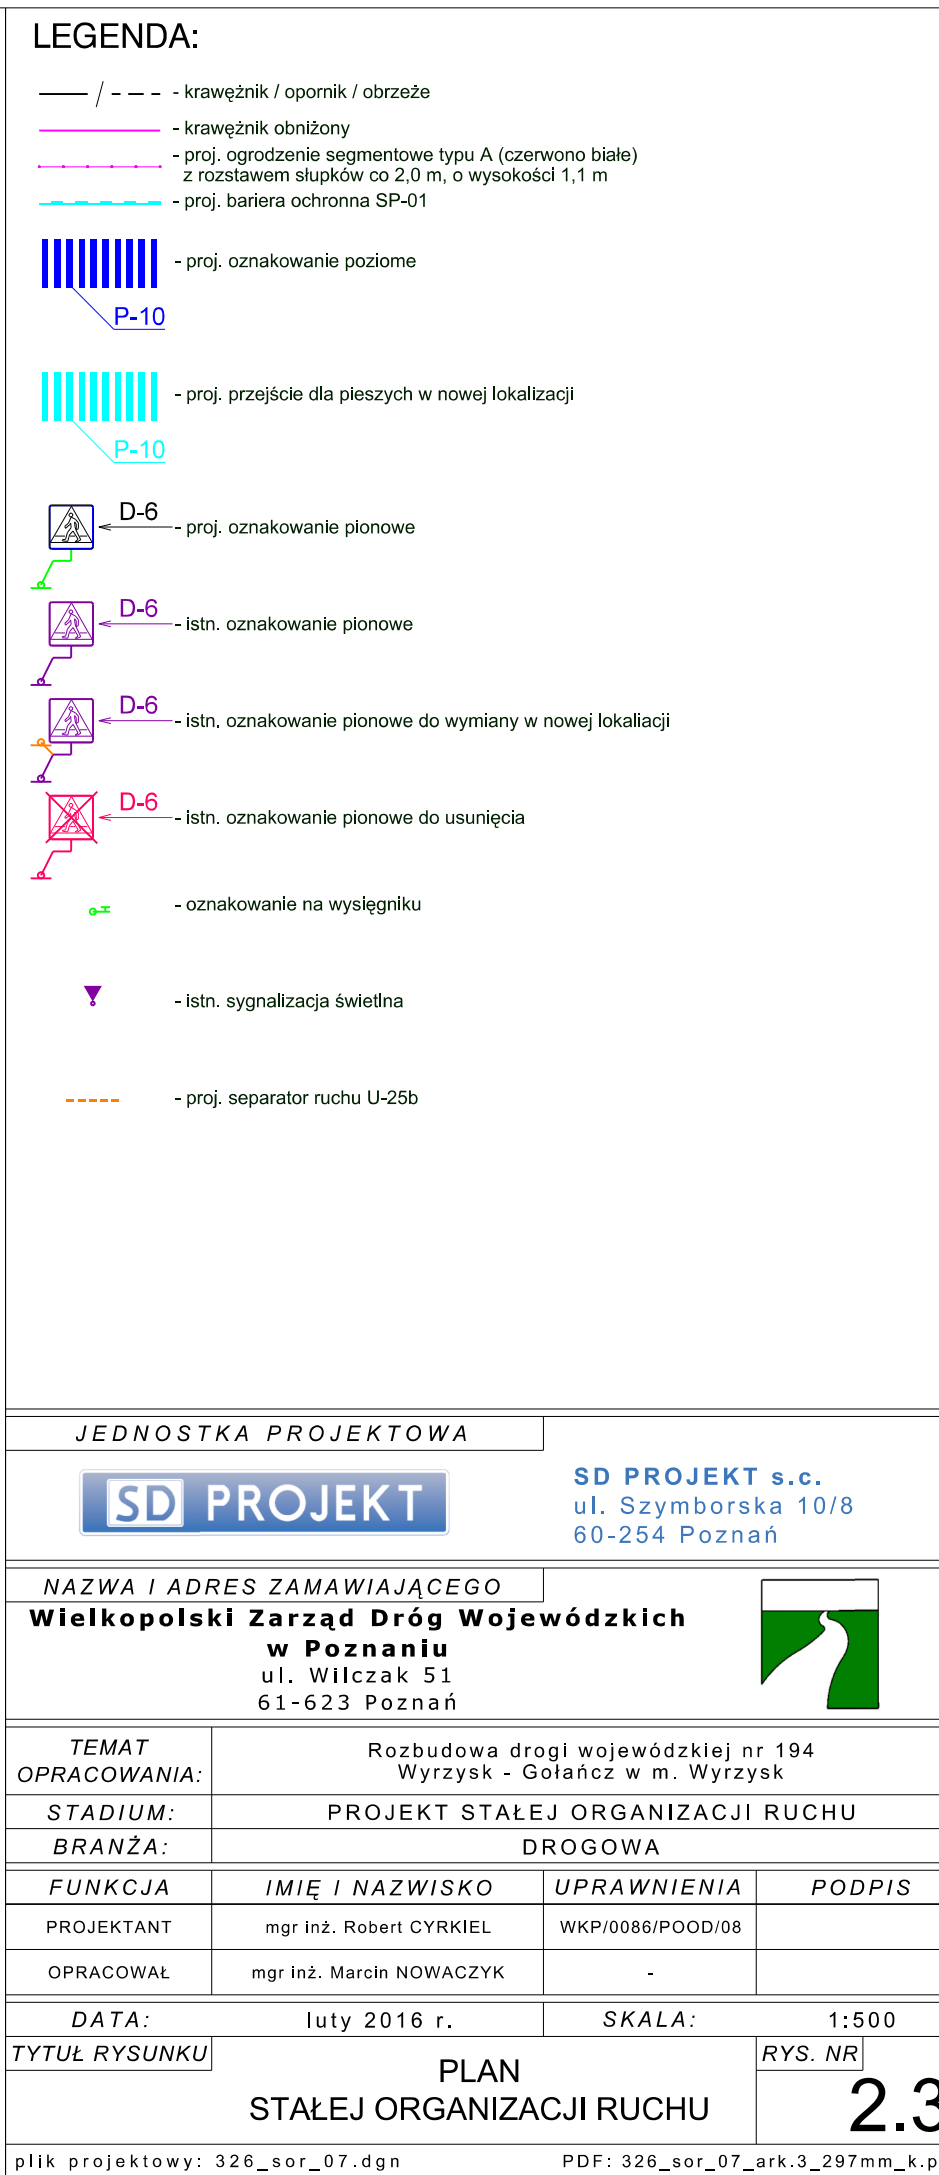 LEGENDA:
- krawężnik / opornik / obrzeże
- krawężnik obniżony
- proj. ogrodzenie segmentowe typu A (czerwono białe)
z rozstawem słupków co 2,0 m, o wysokości 1,1 m
- proj. bariera ochronna SP-01
- proj. oznakowanie poziome
P-10
- proj. przejście dla pieszych w nowej lokalizacji
P-10
D-6
- proj. oznakowanie pionowe
D-6
- istn. oznakowanie pionowe
D-6
- istn. oznakowanie pionowe do wymiany w nowej lokaliacji
D-6
- istn. oznakowanie pionowe do usunięcia
- oznakowanie na wysięgniku
- istn. sygnalizacja świetlna
- proj. separator ruchu U-25b
JEDNOSTKA PROJEKTOWA
SD PROJEKT
SD PROJEKT s.c.
ul. Szymborska 10/8
60-254 Poznań
NAZWA I ADRES ZAMAWIAJĄCEGO
Wielkopolski Zarząd Dróg Wojewódzkich
w Poznaniu
ul. Wilczak 51
61-623 Poznań
TEMAT
OPRACOWANIA:
Rozbudowa drogi wojewódzkiej nr 194
Wyrzysk - Gołańcz w m. Wyrzysk
STADIUM: PROJEKT STAŁEJ ORGANIZACJI RUCHU
BRANŻA: DROGOWA
FUNKCJA IMIĘ I NAZWISKO UPRAWNIENIA PODPIS
PROJEKTANT mgr inż. Robert CYRKIEL WKP/0086/POOD/08
OPRACOWAŁ mgr inż. Marcin NOWACZYK -
DATA: luty 2016 r. SKALA: 1:500
TYTUŁ RYSUNKU
PLAN
STAŁEJ ORGANIZACJI RUCHU
RYS. NR
2.3
plik projektowy: 326_sor_07.dgn PDF: 326_sor_07_ark.3_297mm_k.p